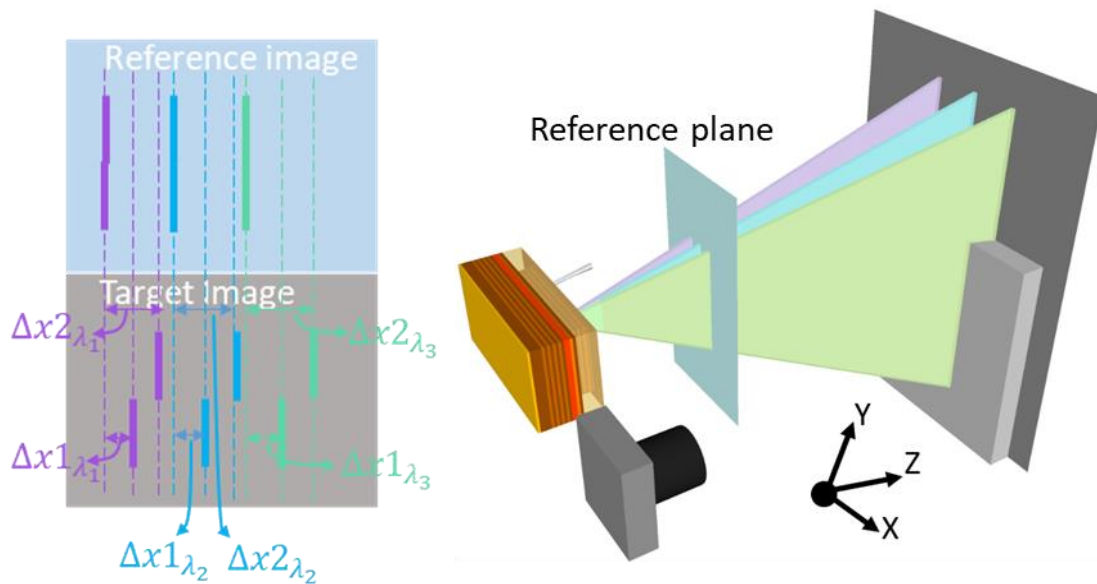 Reference image
Target Image
Δx2λ₁
Δx2λ₃
Δx1λ₁
Δx1λ₃
Δx1λ₂
Δx2λ₂
Reference plane
Y
Z
X